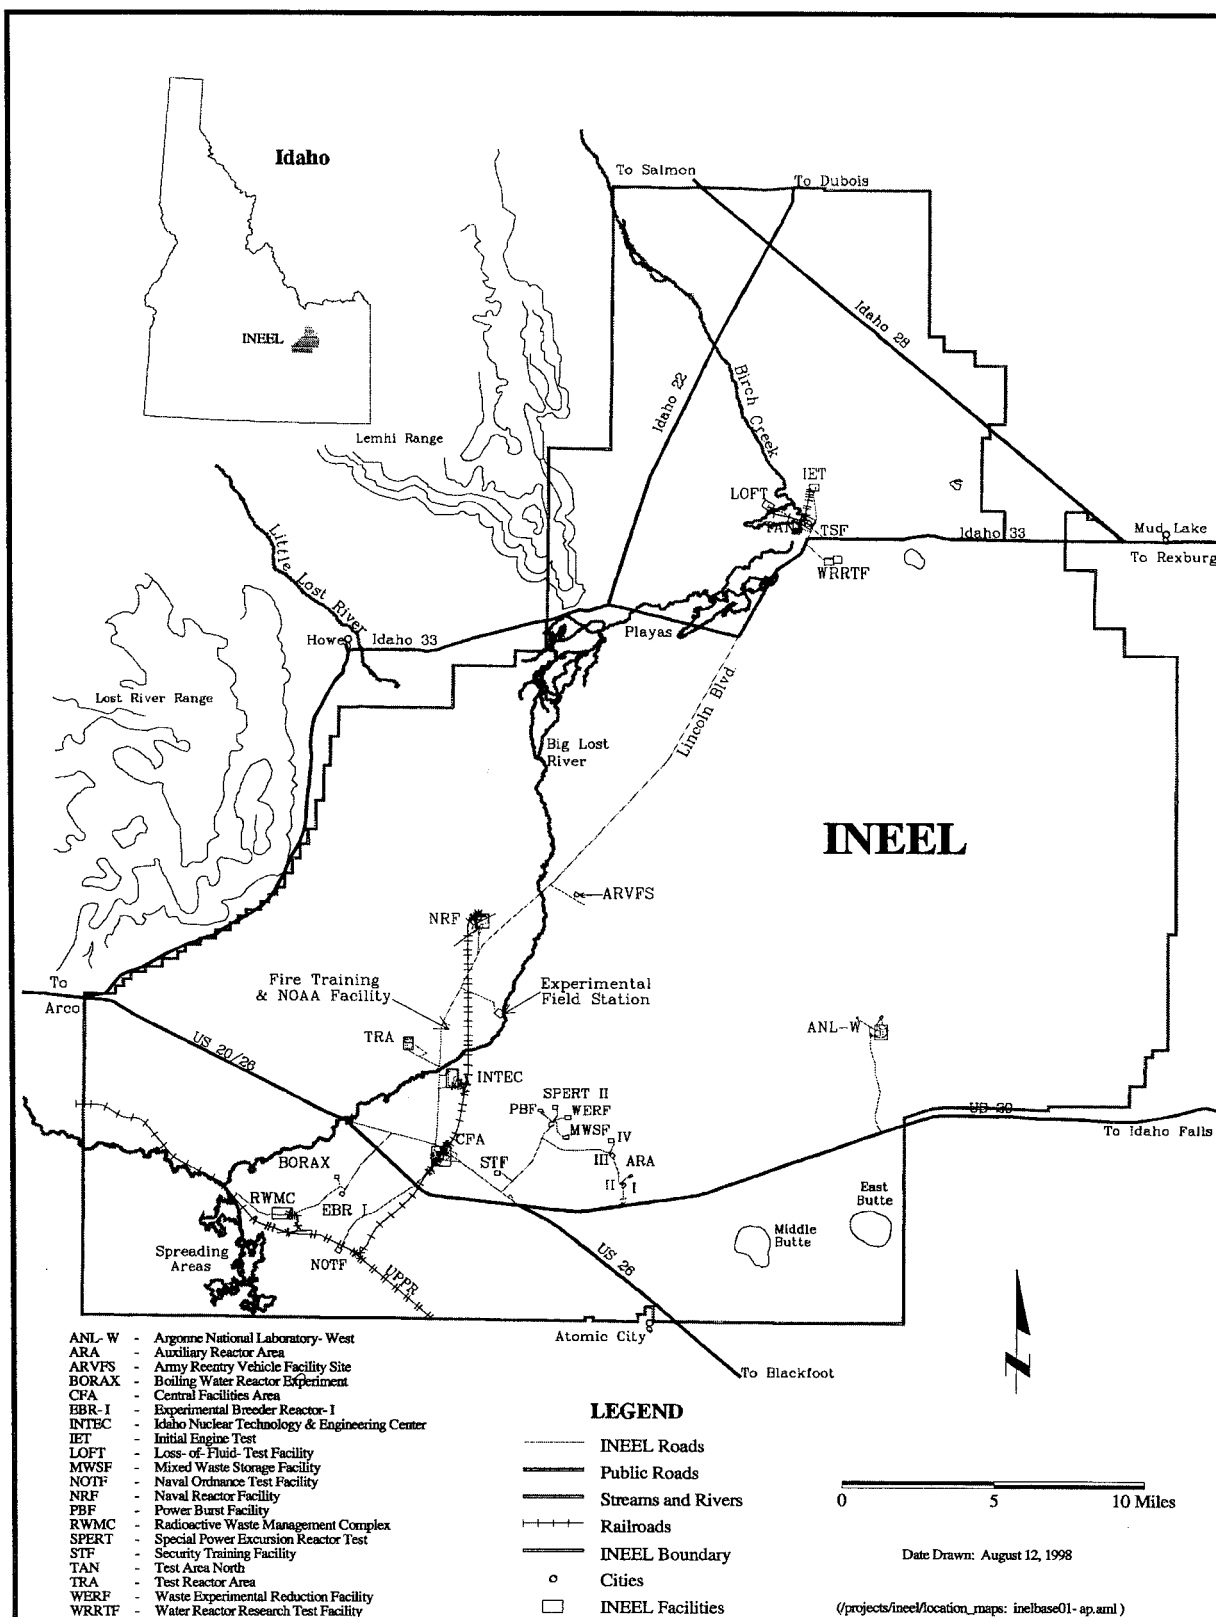 Idaho
INEEL
To Salmon
To Dubois
Idaho 28
Idaho 22
Birch Creek
Lemhi Range
IET
LOFT
TAN
TSF
Idaho 33
Mud Lake
To Rexburg
WRRTF
Little Lost River
Howe
Idaho 33
Playas
Lost River Range
Lincoln Blvd
Big Lost
River
INEEL
ARVFS
NRF
To
Arco
Fire Training
& NOAA Facility
Experimental
Field Station
TRA
ANL-W
US 20/26
INTEC
SPERT II
PBF
WERF
MWSF
US 20
To Idaho Falls
CFA
IV
III
ARA
STF
II
I
BORAX
RWMC
EBR I
East
Butte
Middle
Butte
Spreading
Areas
NOTF
UPPR
US 26
Atomic City
To Blackfoot
N
ANL-W - Argonne National Laboratory-West
ARA - Auxiliary Reactor Area
ARVFS - Army Reentry Vehicle Facility Site
BORAX - Boiling Water Reactor Experiment
CFA - Central Facilities Area
EBR-I - Experimental Breeder Reactor-I
INTEC - Idaho Nuclear Technology & Engineering Center
IET - Initial Engine Test
LOFT - Loss-of-Fluid-Test Facility
MWSF - Mixed Waste Storage Facility
NOTF - Naval Ordnance Test Facility
NRF - Naval Reactor Facility
PBF - Power Burst Facility
RWMC - Radioactive Waste Management Complex
SPERT - Special Power Excursion Reactor Test
STF - Security Training Facility
TAN - Test Area North
TRA - Test Reactor Area
WERF - Waste Experimental Reduction Facility
WRRTF - Water Reactor Research Test Facility
LEGEND
INEEL Roads
Public Roads
Streams and Rivers
Railroads
INEEL Boundary
Cities
INEEL Facilities
0 5 10 Miles
Date Drawn: August 12, 1998
(/projects/ineel/location_maps: inelbase01-ap.aml)